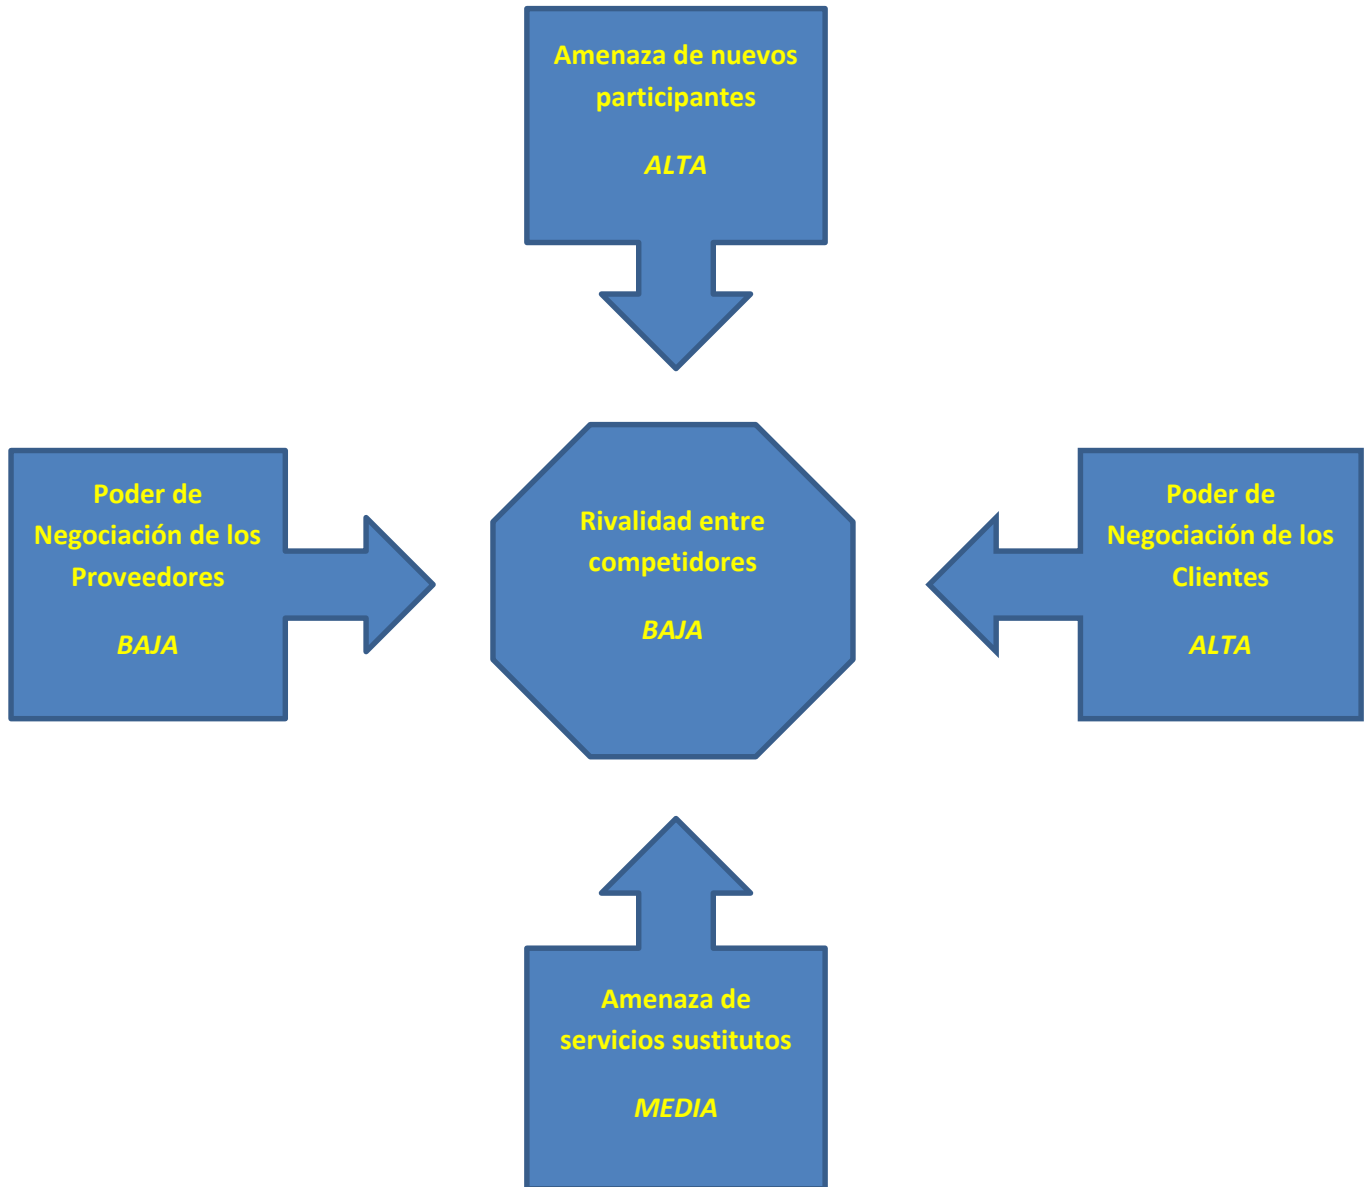 Amenaza de nuevos
participantes
ALTA
Poder de
Negociación de los
Proveedores
BAJA
Rivalidad entre
competidores
BAJA
Poder de
Negociación de los
Clientes
ALTA
Amenaza de
servicios sustitutos
MEDIA